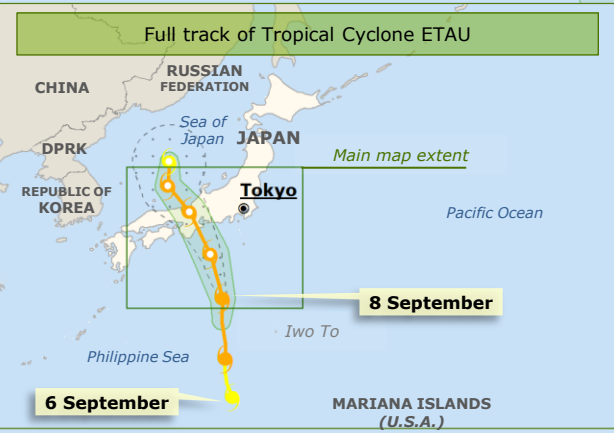 Full track of Tropical Cyclone ETAU
RUSSIAN
FEDERATION
CHINA
Sea of
Japan
JAPAN
DPRK
Main map extent
REPUBLIC OF
KOREA
Tokyo
Pacific Ocean
8 September
Iwo To
Philippine Sea
6 September
MARIANA ISLANDS
(U.S.A.)